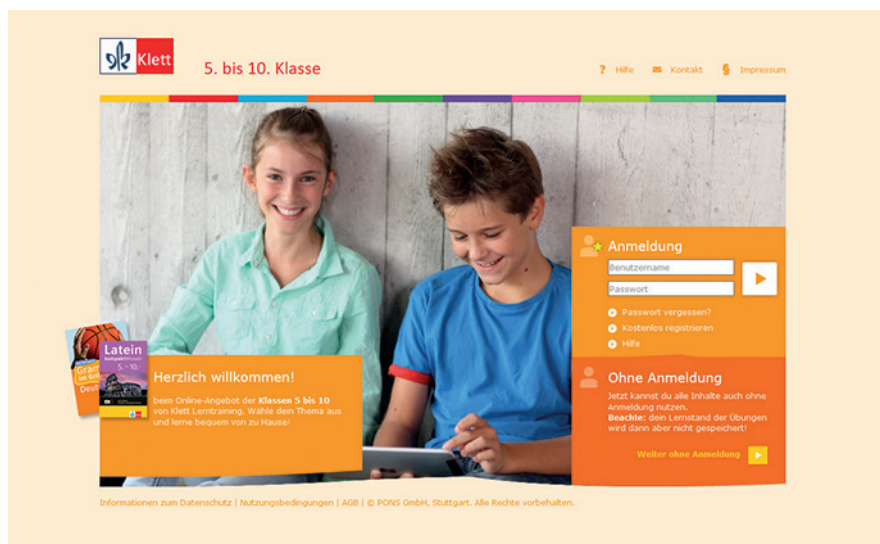 Klett
5. bis 10. Klasse
? Hilfe
Kontakt
§ Impressum
Anmeldung
Benutzername
Passwort
Passwort vergessen?
Kostenlos registrieren
Hilfe
Latein
kompaktWissen
5.-10.
Deut
Herzlich willkommen!
beim Online-Angebot der Klassen 5 bis 10
von Klett Lerntraining. Wähle dein Thema aus
und lerne bequem von zu Hause!
Ohne Anmeldung
Jetzt kannst du alle Inhalte auch ohne
Anmeldung nutzen.
Beachte: dein Lernstand der Übungen
wird dann aber nicht gespeichert!
Weiter ohne Anmeldung
Informationen zum Datenschutz | Nutzungsbedingungen | AGB | © PONS GmbH, Stuttgart. Alle Rechte vorbehalten.